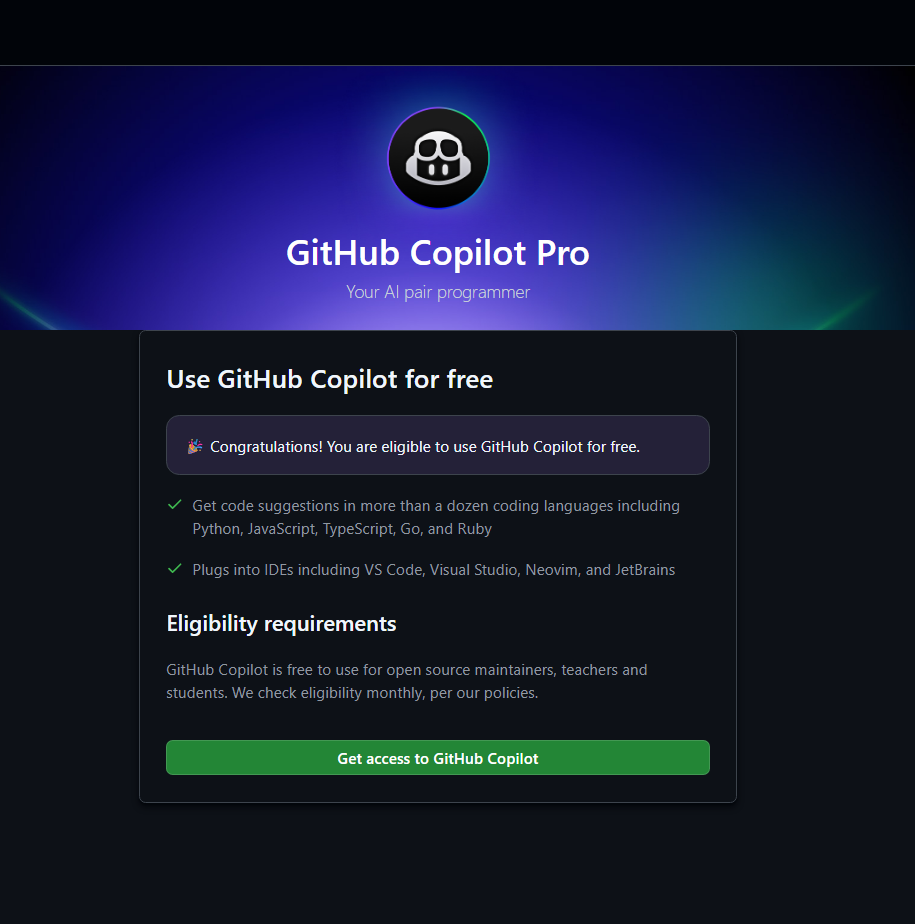 GitHub Copilot Pro
Your AI pair programmer
Use GitHub Copilot for free
🎉 Congratulations! You are eligible to use GitHub Copilot for free.
Get code suggestions in more than a dozen coding languages including
Python, JavaScript, TypeScript, Go, and Ruby
Plugs into IDEs including VS Code, Visual Studio, Neovim, and JetBrains
Eligibility requirements
GitHub Copilot is free to use for open source maintainers, teachers and
students. We check eligibility monthly, per our policies.
Get access to GitHub Copilot